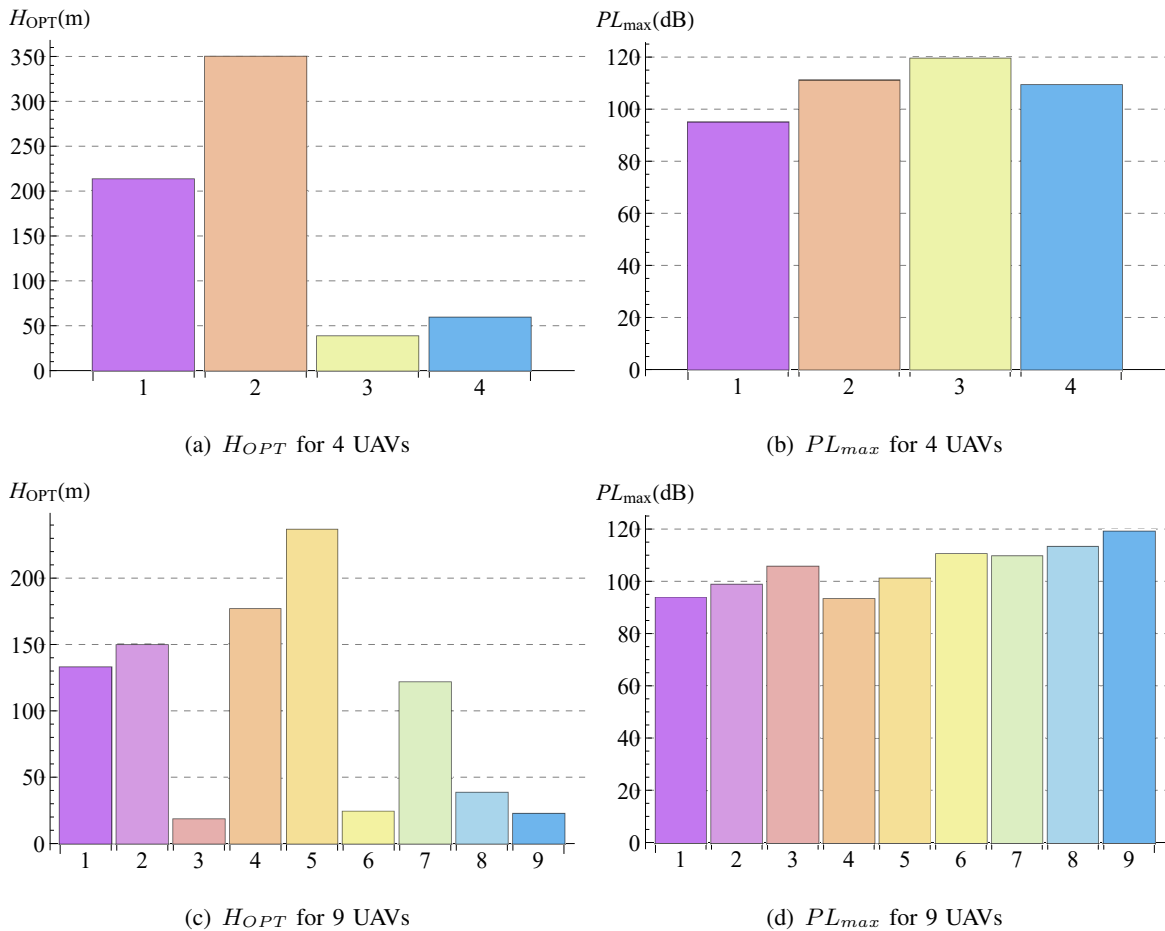 H_OPT(m)
350
300
250
200
150
100
50
0
1 2 3 4
(a) H_OPT for 4 UAVs
PL_max(dB)
120
100
80
60
40
20
0
1 2 3 4
(b) PL_max for 4 UAVs
H_OPT(m)
200
150
100
50
0
1 2 3 4 5 6 7 8 9
(c) H_OPT for 9 UAVs
PL_max(dB)
120
100
80
60
40
20
0
1 2 3 4 5 6 7 8 9
(d) PL_max for 9 UAVs